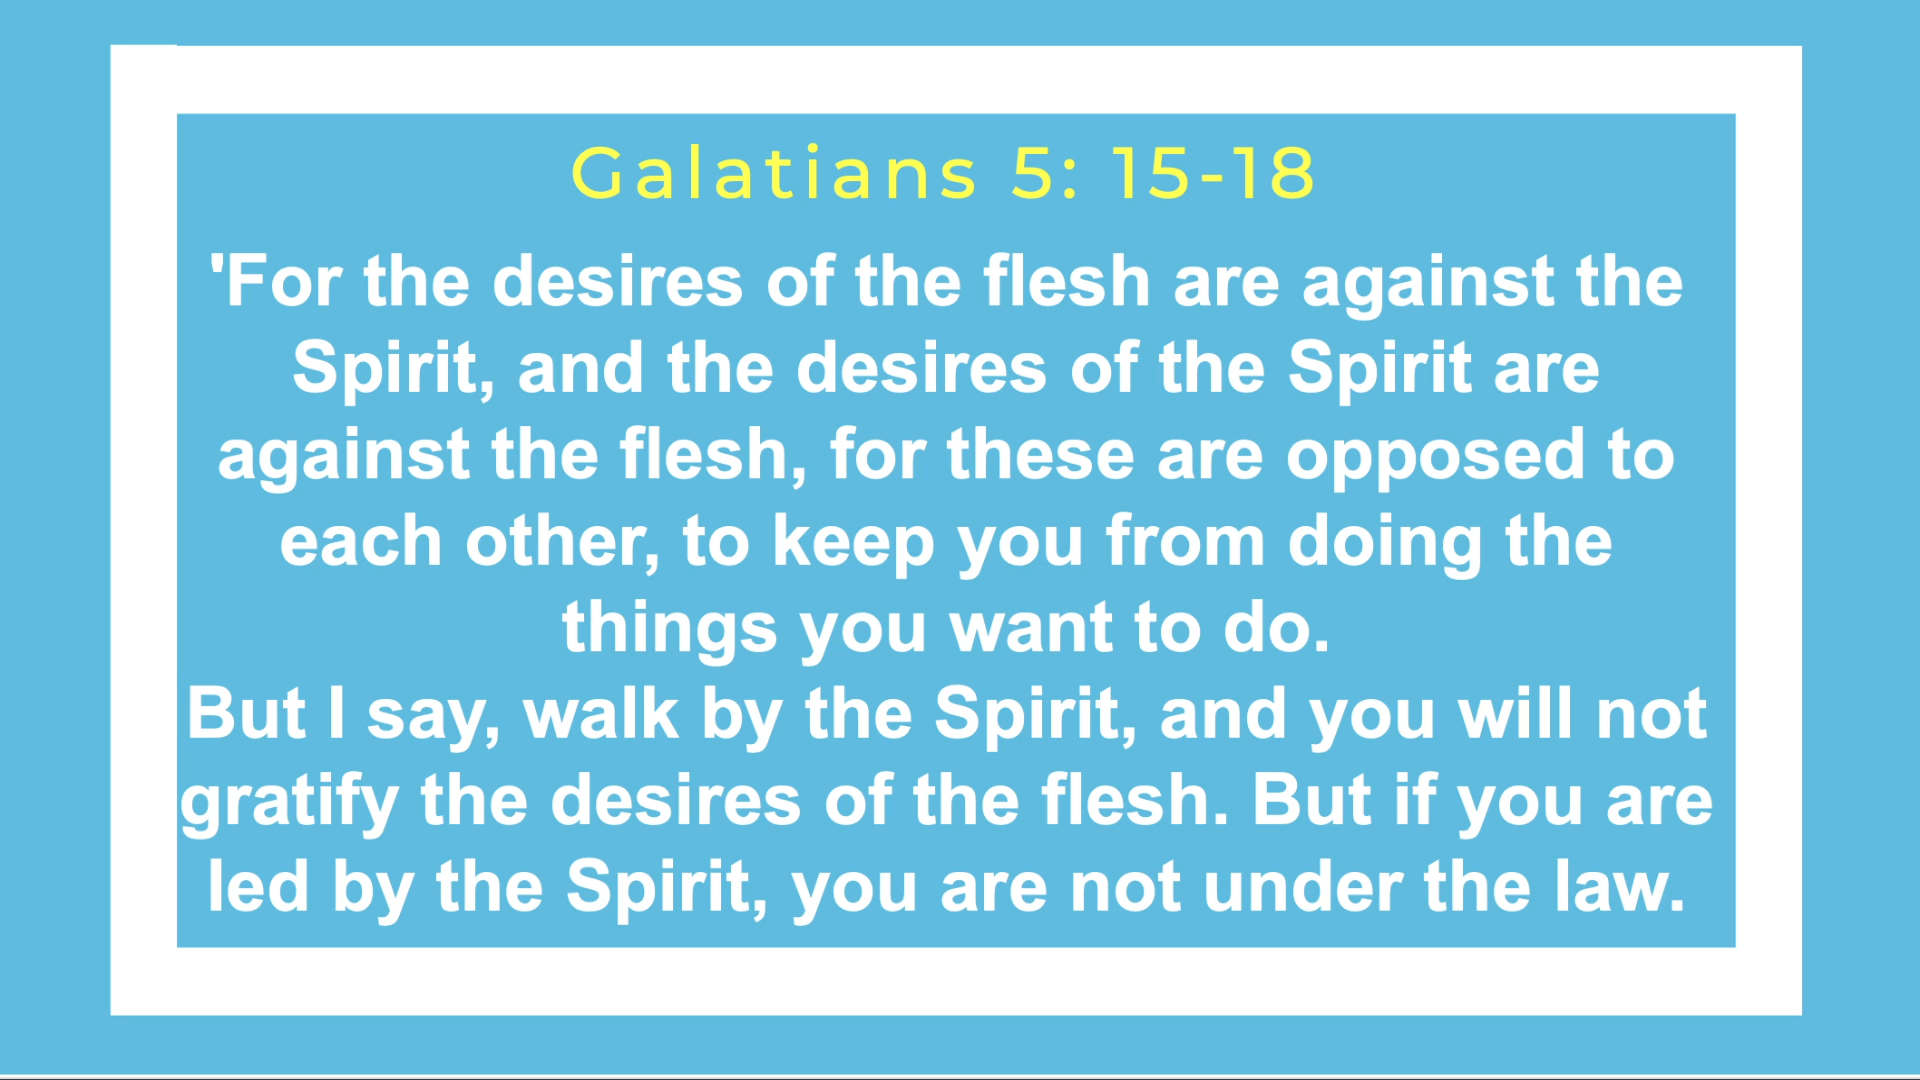 Galatians 5: 15-18
'For the desires of the flesh are against the
Spirit, and the desires of the Spirit are
against the flesh, for these are opposed to
each other, to keep you from doing the
things you want to do.
But I say, walk by the Spirit, and you will not
gratify the desires of the flesh. But if you are
led by the Spirit, you are not under the law.